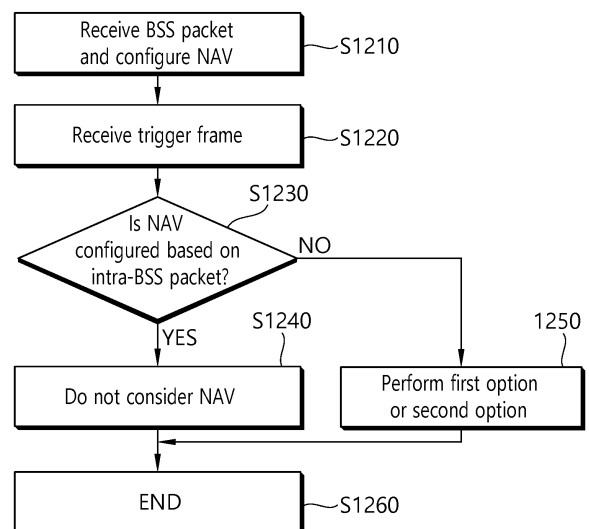 Receive BSS packet
and configure NAV
S1210
Receive trigger frame
S1220
S1230
Is NAV
configured based on
intra-BSS packet?
NO
YES
S1240
1250
Do not consider NAV
Perform first option
or second option
END
S1260